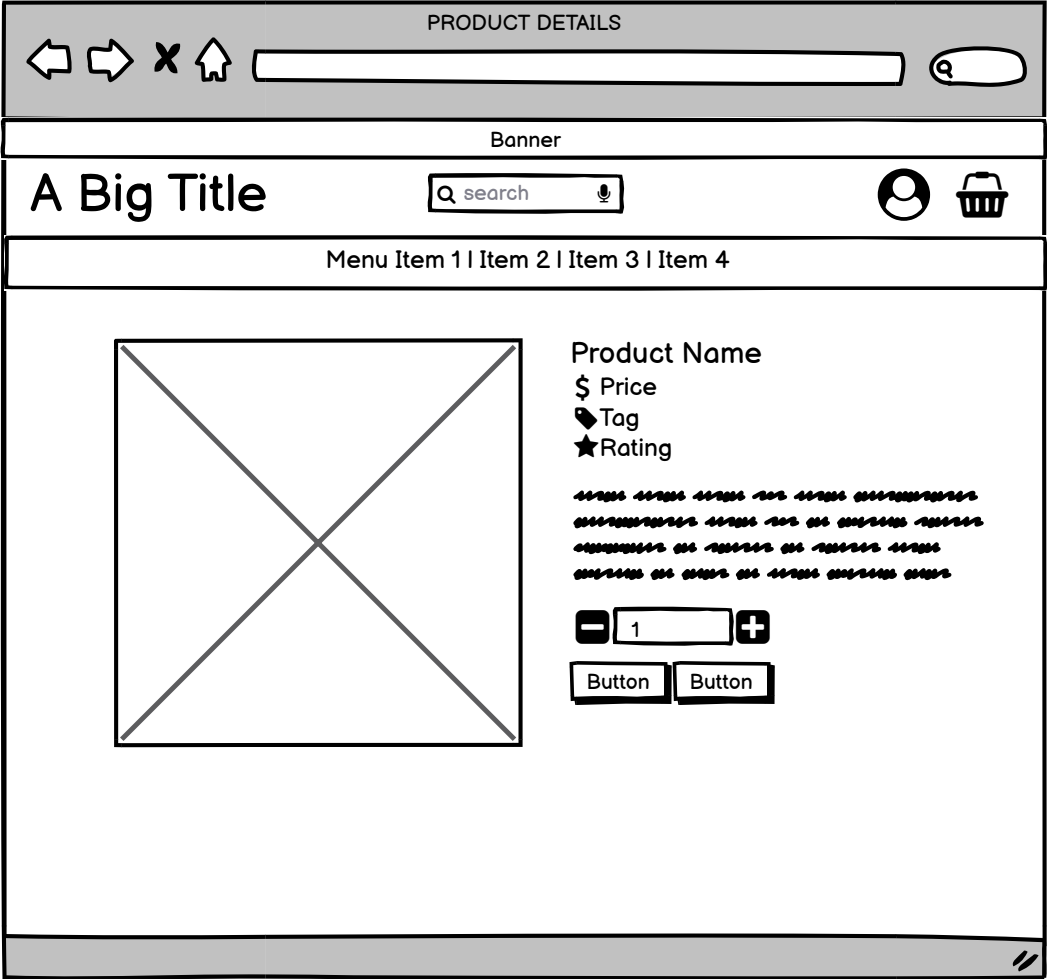 PRODUCT DETAILS
Banner
A Big Title
search
Menu Item 1 | Item 2 | Item 3 | Item 4
Product Name
$ Price
Tag
Rating
1
Button Button